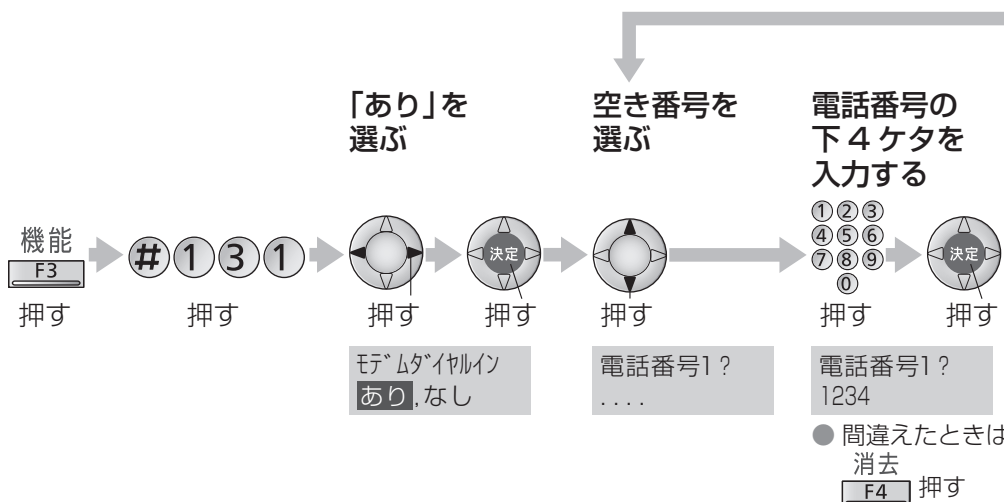 「あり」を
選ぶ
空き番号を
選ぶ
電話番号の
下4ケタを
入力する
機能
F3
押す
#131
押す
押す
決定
押す
モデムダイヤルイン
あり,なし
押す
電話番号1?
....
123
456
789
0
押す
電話番号1?
1234
決定
押す
● 間違えたときは
消去
F4 押す